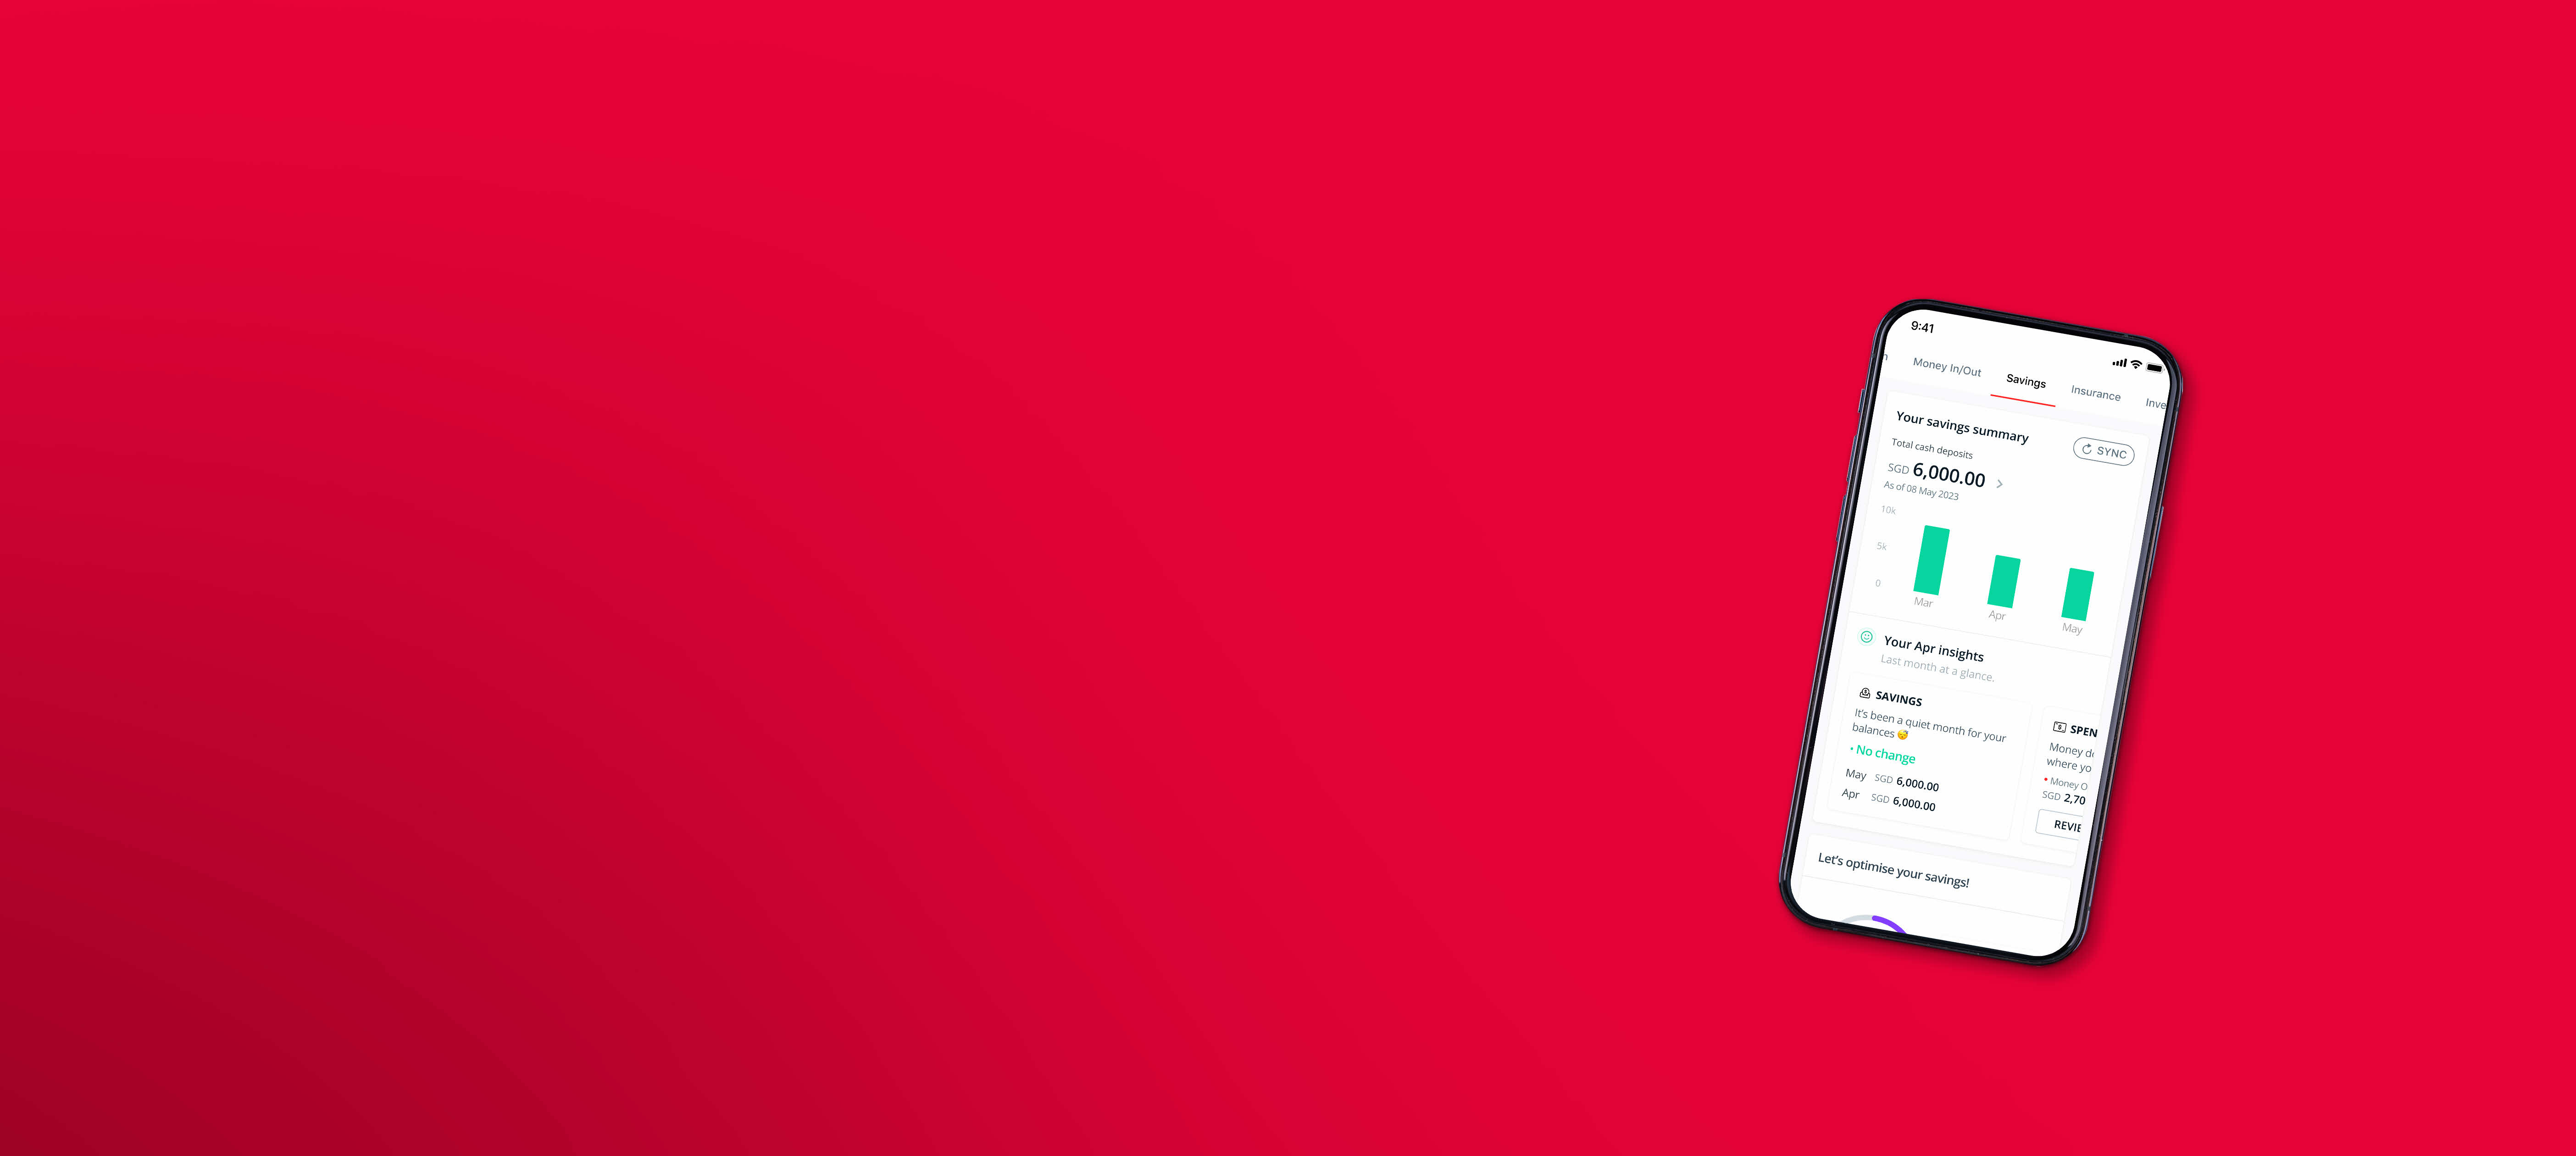 9:41
Money In/Out Savings Insurance Inve
Your savings summary
SYNC
Total cash deposits
SGD 6,000.00
As of 08 May 2023
10k
5k
0
Mar Apr May
Your Apr insights
Last month at a glance.
SAVINGS
It's been a quiet month for your
balances
• No change
May SGD 6,000.00
Apr SGD 6,000.00
SPEN
Money de
where yo
• Money O
SGD 2,70
REVIE
Let's optimise your savings!